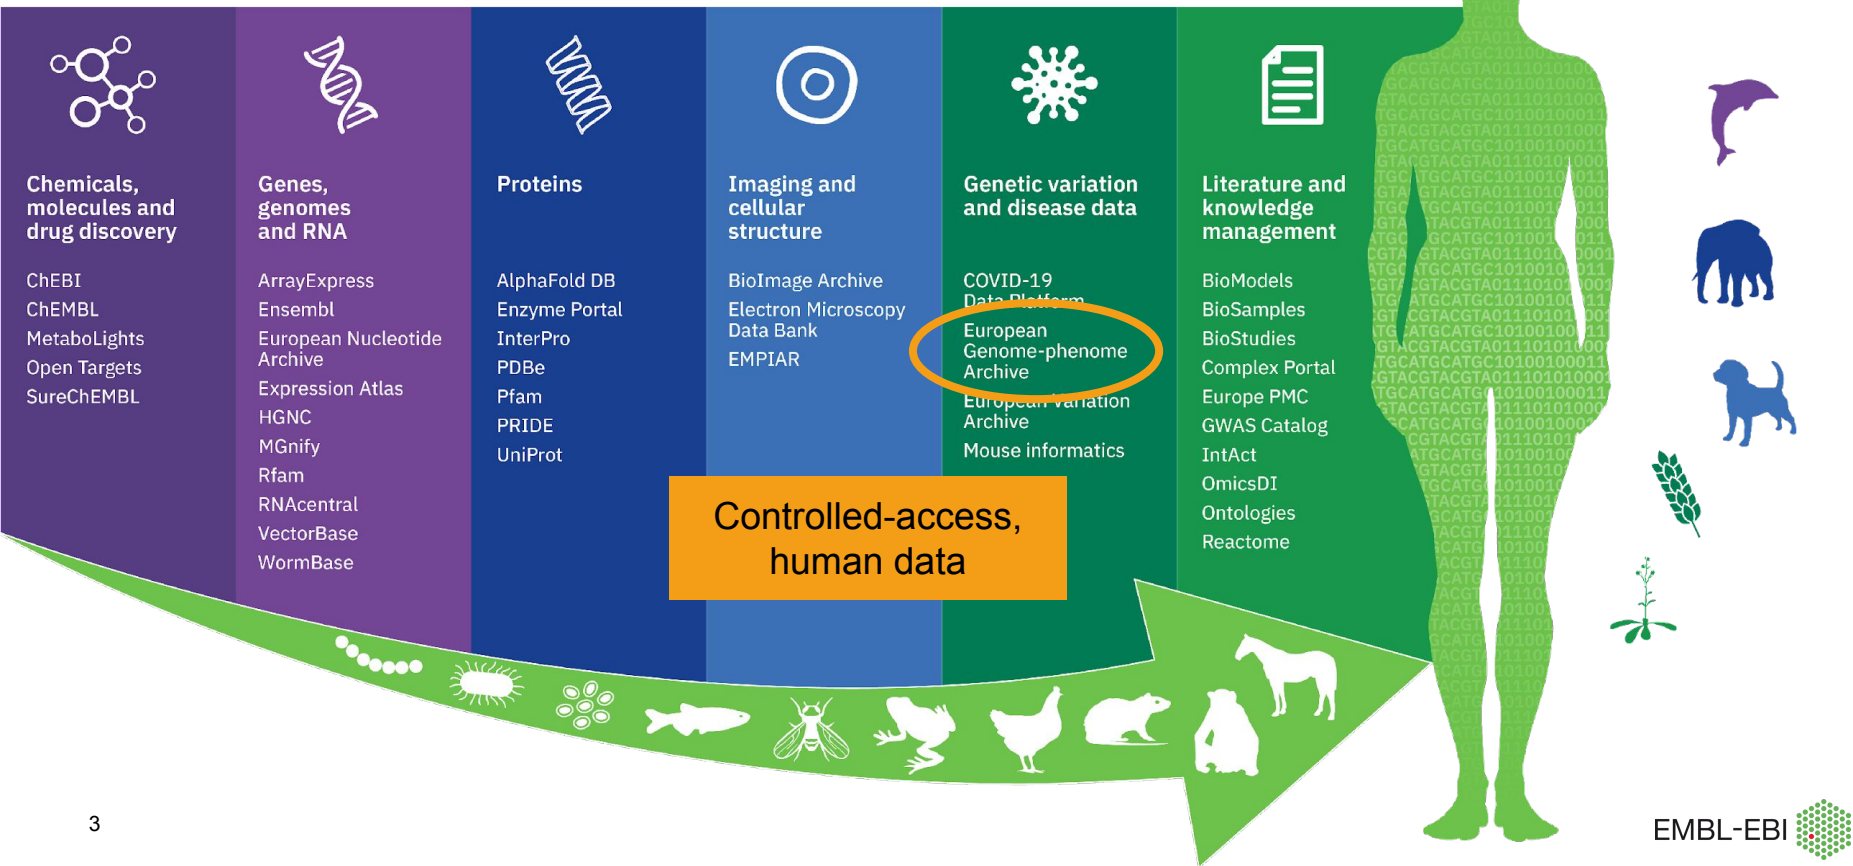 Chemicals,
molecules and
drug discovery
ChEBI
ChEMBL
MetaboLights
Open Targets
SureChEMBL
Genes,
genomes
and RNA
ArrayExpress
Ensembl
European Nucleotide
Archive
Expression Atlas
HGNC
MGnify
Rfam
RNAcentral
VectorBase
WormBase
Proteins
AlphaFold DB
Enzyme Portal
InterPro
PDBe
Pfam
PRIDE
UniProt
Imaging and
cellular
structure
BioImage Archive
Electron Microscopy
Data Bank
EMPIAR
Genetic variation
and disease data
COVID-19
Data Platform
European
Genome-phenome
Archive
European Variation
Archive
Mouse informatics
Controlled-access,
human data
Literature and
knowledge
management
BioModels
BioSamples
BioStudies
Complex Portal
Europe PMC
GWAS Catalog
IntAct
OmicsDI
Ontologies
Reactome
3
EMBL-EBI